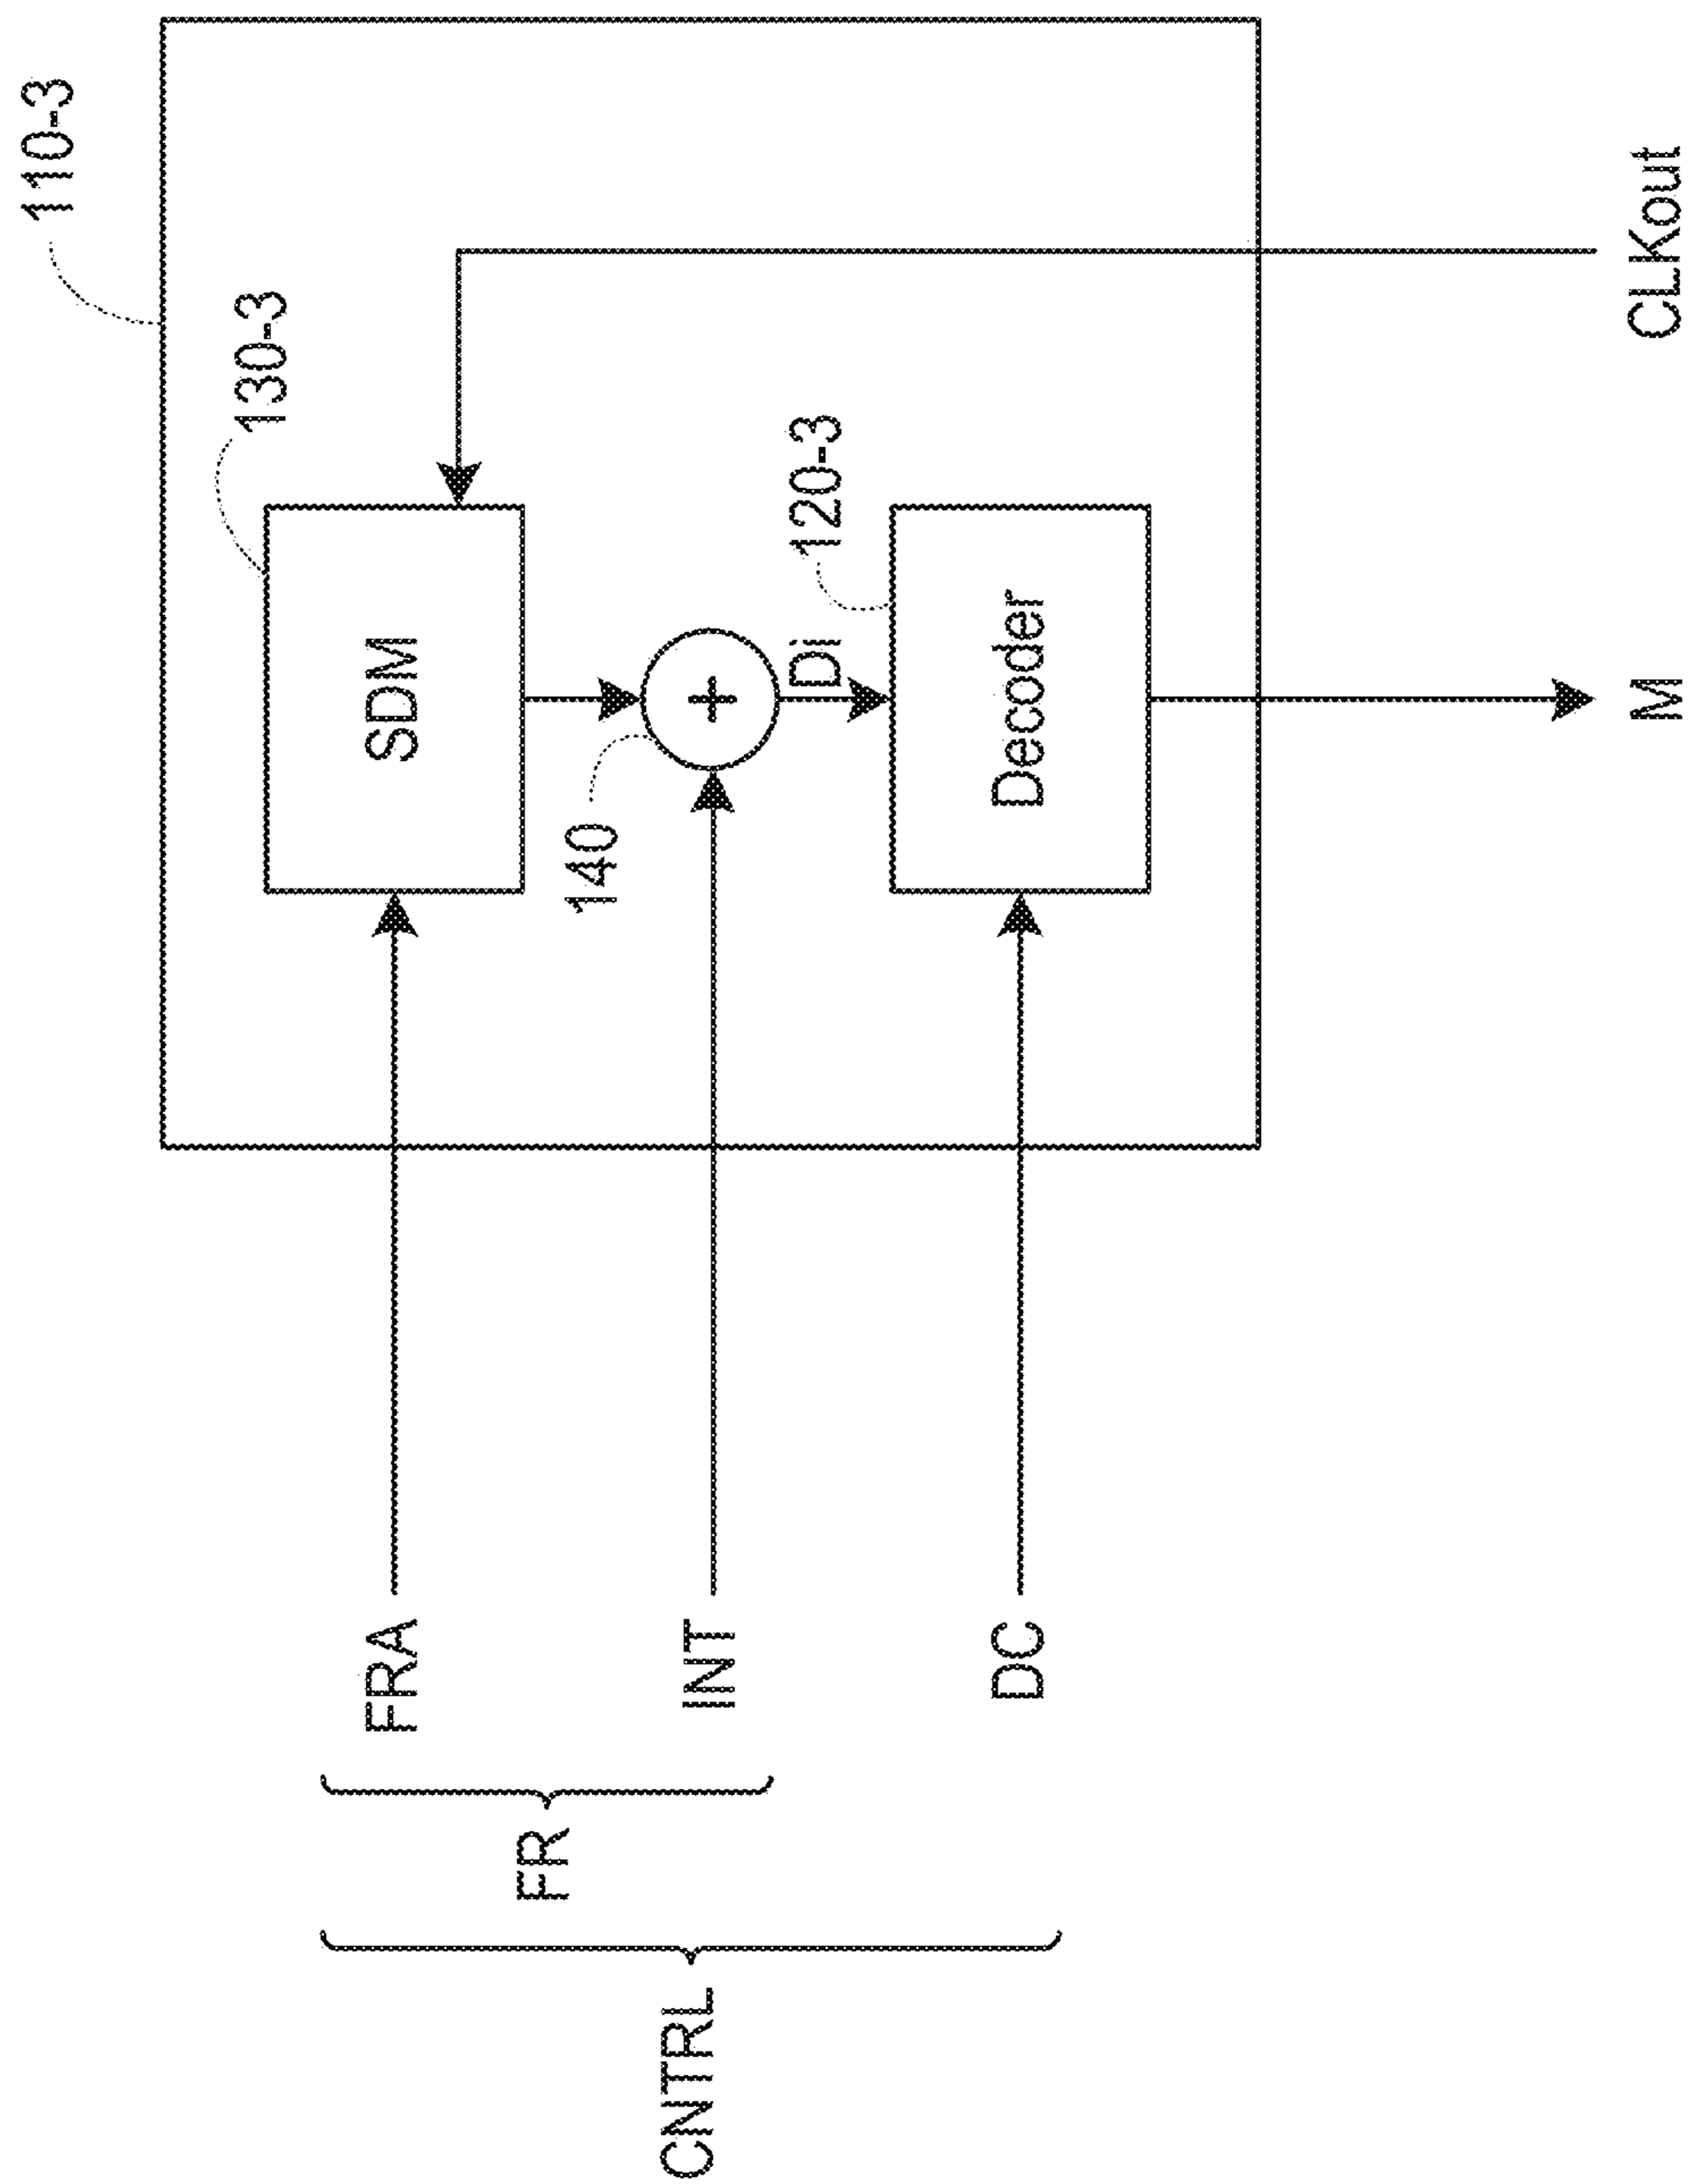 110-3
130-3
SDM
140
+
Di
120-3
Decoder
FRA
INT
DC
FR
CNTRL
M
CLKout